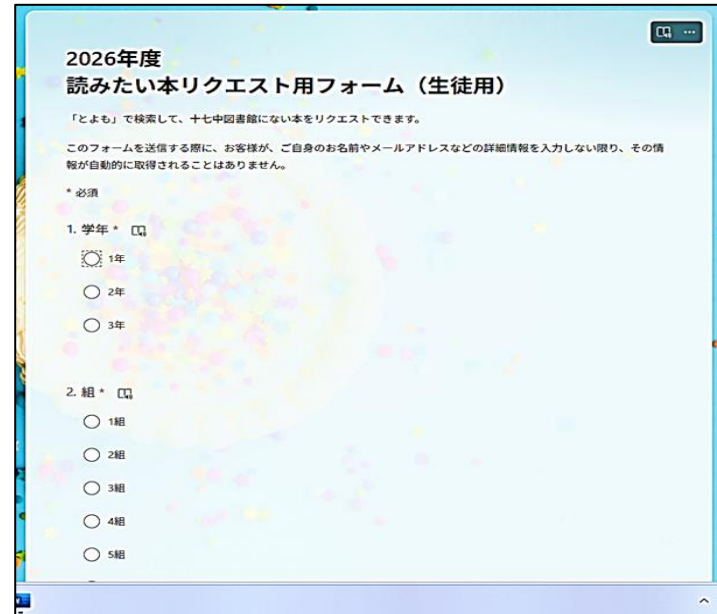 2026年度
読みたい本リクエスト用フォーム（生徒用）
「とよも」で検索して、十七中図書館にない本をリクエストできます。
このフォームを送信する際に、お客様が、ご自身のお名前やメールアドレスなどの詳細情報を入力しない限り、その情
報が自動的に取得されることはありません。
* 必須
1. 学年 *
1年
2年
3年
2. 組 *
1組
2組
3組
4組
5組